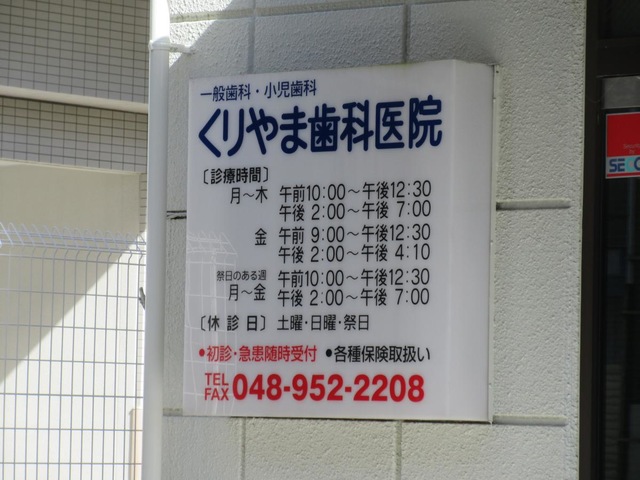 一般歯科・小児歯科
くりやま歯科医院
〔診療時間〕
月～木 午前10:00～午後12:30
午後 2:00～午後 7:00
金 午前 9:00～午後12:30
午後 2:00～午後 4:10
祭日のある週
月～金 午前10:00～午後12:30
午後 2:00～午後 7:00
〔休診日〕土曜・日曜・祭日
●初診・急患随時受付 ●各種保険取扱い
TEL
FAX 048-952-2208